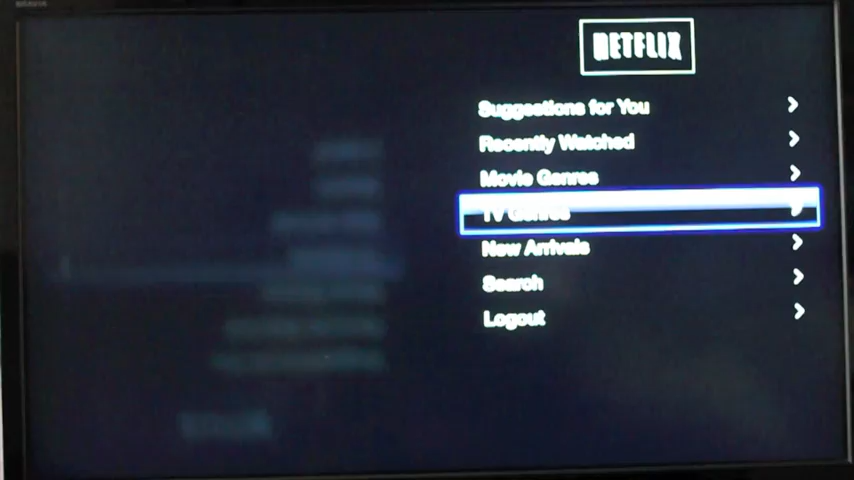 NETFLIX
Suggestions for You
Recently Watched
Movie Genres
TV Genres
New Arrivals
Search
Logout